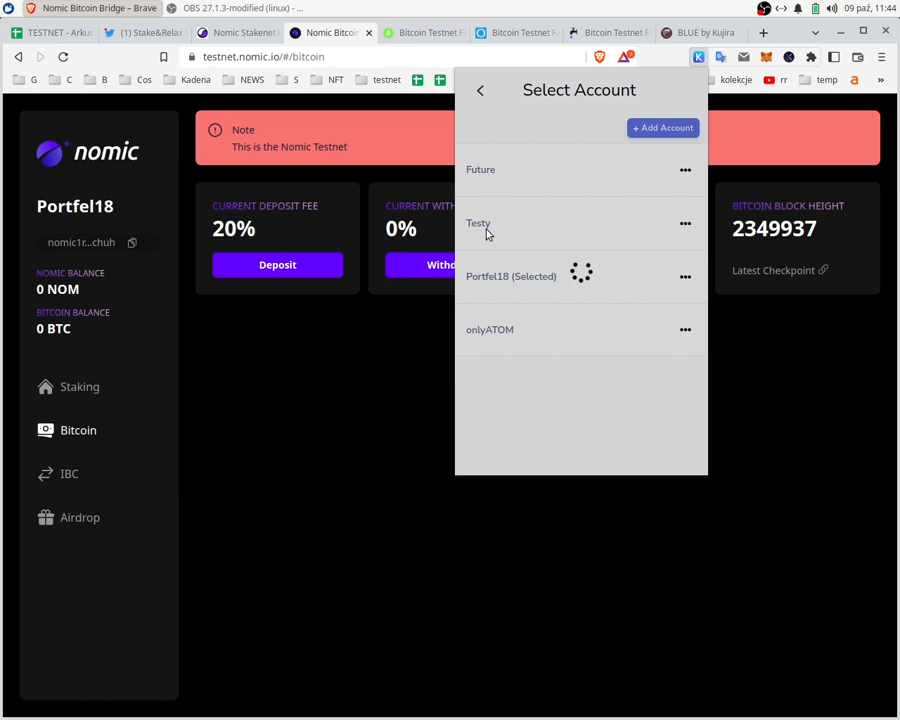 Nomic Bitcoin Bridge – Brave
OBS 27.1.3-modified (linux) - ...
09 paź, 11:44
TESTNET - Arkus
(1) Stake&Relax
Nomic Stakenet
Nomic Bitcoin
Bitcoin Testnet F
Bitcoin Testnet F
Bitcoin Testnet F
BLUE by Kujira
testnet.nomic.io/#/bitcoin
G
C
B
Cos
Kadena
NEWS
S
NFT
testnet
kolekcje
rr
temp
a
»
Select Account
+ Add Account
Future
Testy
Portfel18 (Selected)
onlyATOM
nomic
Portfel18
nomic1r...chuh
NOMIC BALANCE
0 NOM
BITCOIN BALANCE
0 BTC
Staking
Bitcoin
IBC
Airdrop
Note
This is the Nomic Testnet
CURRENT DEPOSIT FEE
20%
Deposit
CURRENT WITH
0%
Withd
BITCOIN BLOCK HEIGHT
2349937
Latest Checkpoint